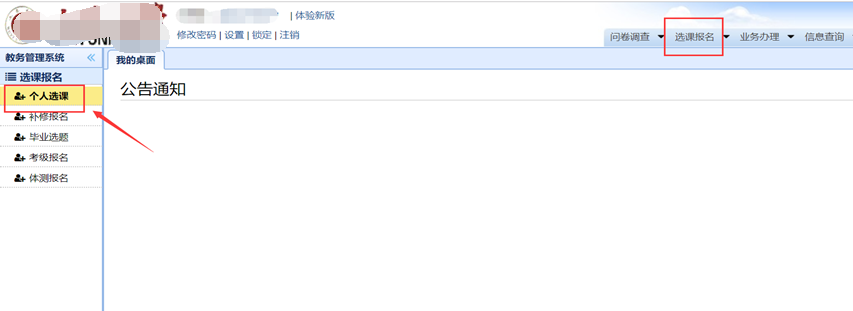 | 体验新版
修改密码 | 设置 | 锁定 | 注销
问卷调查 选课报名 业务办理 信息查询
教务管理系统 «
我的桌面
选课报名
个人选课
补修报名
毕业选题
考级报名
体测报名
公告通知